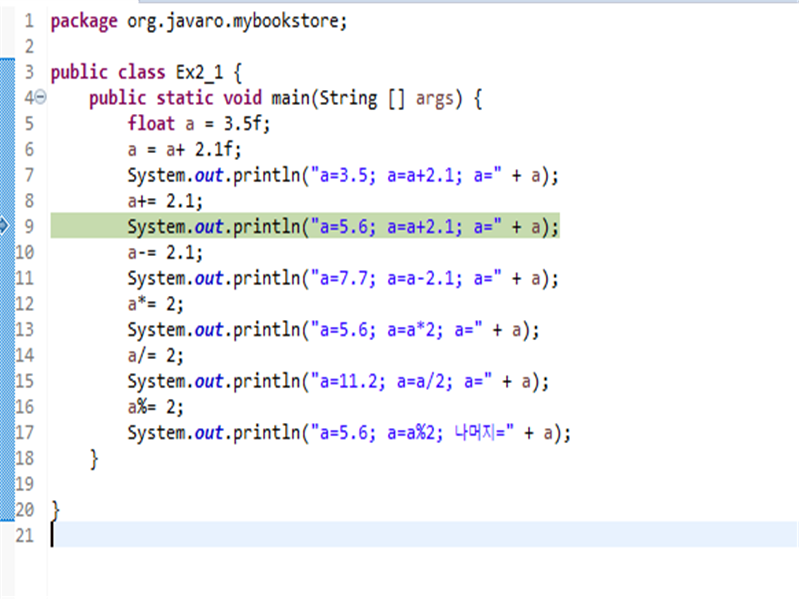 1 package org.javaro.mybookstore;
2
3 public class Ex2_1 {
4 public static void main(String [] args) {
5 float a = 3.5f;
6 a = a+ 2.1f;
7 System.out.println("a=3.5; a=a+2.1; a=" + a);
8 a+= 2.1;
9 System.out.println("a=5.6; a=a+2.1; a=" + a);
10 a-= 2.1;
11 System.out.println("a=7.7; a=a-2.1; a=" + a);
12 a*= 2;
13 System.out.println("a=5.6; a=a*2; a=" + a);
14 a/= 2;
15 System.out.println("a=11.2; a=a/2; a=" + a);
16 a%= 2;
17 System.out.println("a=5.6; a=a%2; 나머지=" + a);
18 }
19
20 }
21